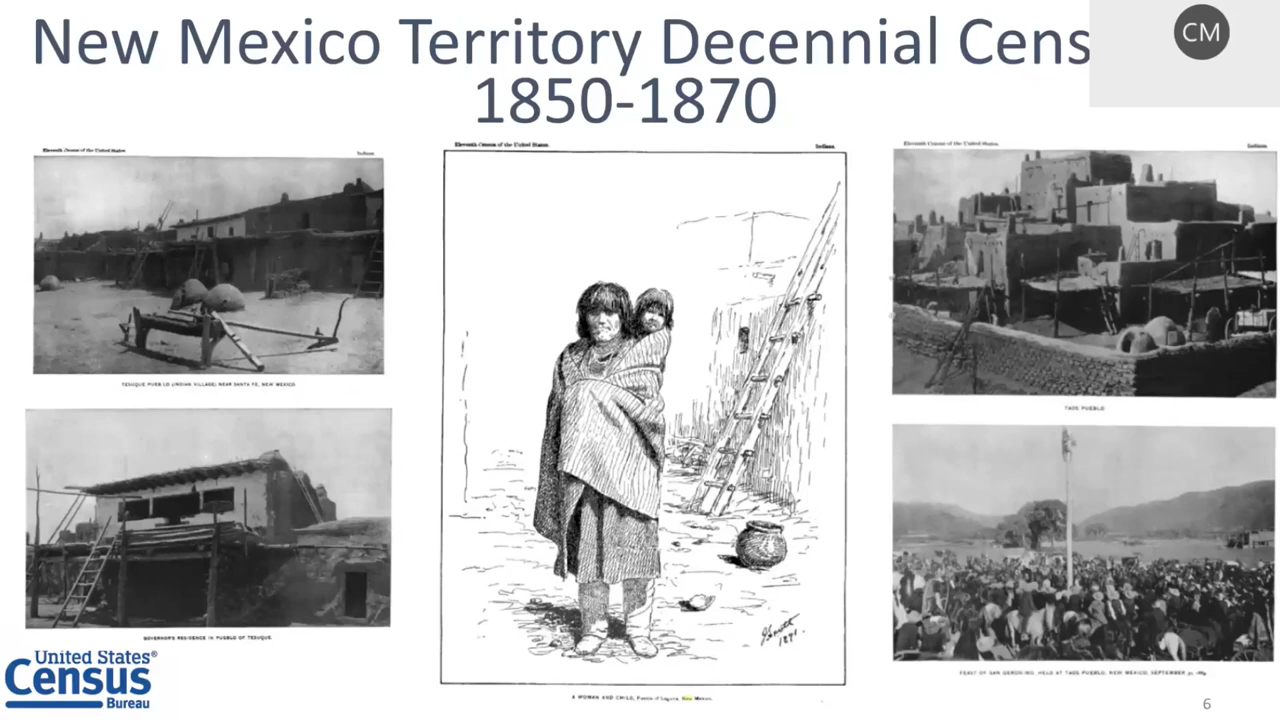 New Mexico Territory Decennial Cens
1850-1870
CM
Eleventh Census of the United States.
Indians.
TESUQUE PUEBLO (INDIAN VILLAGE) NEAR SANTA FE, NEW MEXICO.
GOVERNOR'S RESIDENCE IN PUEBLO OF TESUQUE.
Eleventh Census of the United States.
Indians.
1891.
A WOMAN AND CHILD, Pueblo of Laguna, New Mexico.
Eleventh Census of the United States.
Indians.
TAOS PUEBLO.
FEAST OF SAN GERONIMO, HELD AT TAOS PUEBLO, NEW MEXICO, SEPTEMBER
United States®
Census
Bureau
6